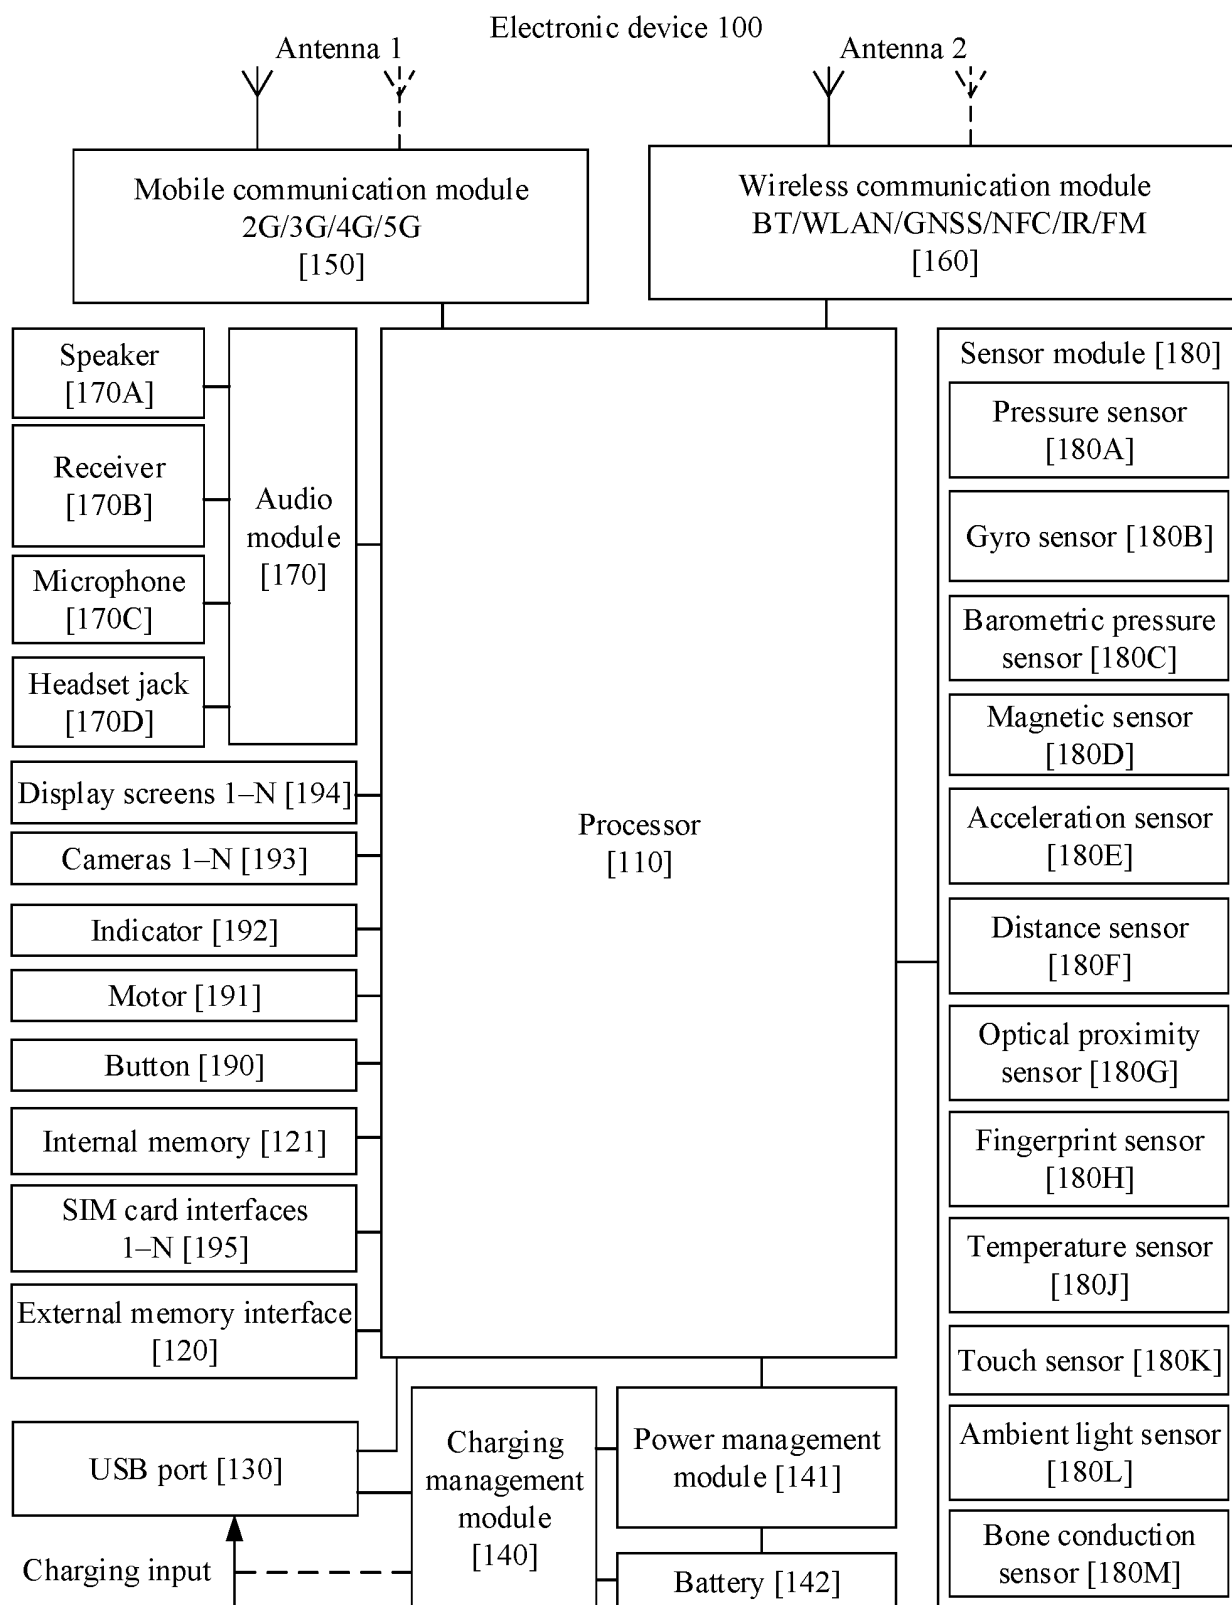 Electronic device 100
Antenna 1
Antenna 2
Mobile communication module
2G/3G/4G/5G
[150]
Wireless communication module
BT/WLAN/GNSS/NFC/IR/FM
[160]
Speaker
[170A]
Receiver
[170B]
Microphone
[170C]
Headset jack
[170D]
Audio
module
[170]
Display screens 1–N [194]
Cameras 1–N [193]
Indicator [192]
Motor [191]
Button [190]
Internal memory [121]
SIM card interfaces
1–N [195]
External memory interface
[120]
Processor
[110]
Sensor module [180]
Pressure sensor
[180A]
Gyro sensor [180B]
Barometric pressure
sensor [180C]
Magnetic sensor
[180D]
Acceleration sensor
[180E]
Distance sensor
[180F]
Optical proximity
sensor [180G]
Fingerprint sensor
[180H]
Temperature sensor
[180J]
Touch sensor [180K]
Ambient light sensor
[180L]
Bone conduction
sensor [180M]
USB port [130]
Charging input
Charging
management
module
[140]
Power management
module [141]
Battery [142]